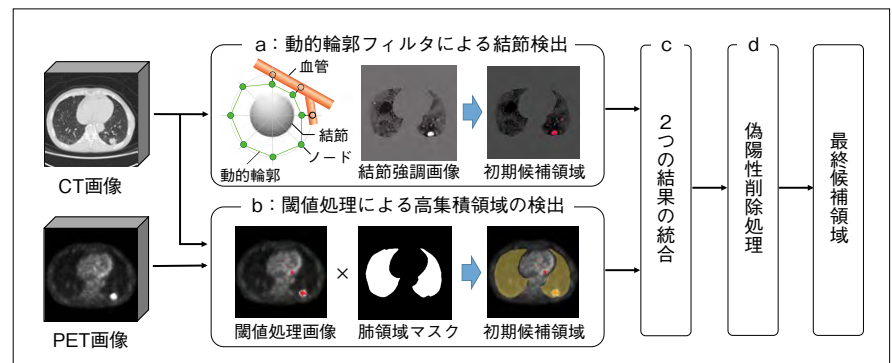 a：動的輪郭フィルタによる結節検出
血管
結節
ノード
動的輪郭
結節強調画像
初期候補領域
CT画像
b：閾値処理による高集積領域の検出
×
閾値処理画像
肺領域マスク
初期候補領域
PET画像
c
2つの結果の統合
d
偽陽性削除処理
最終候補領域